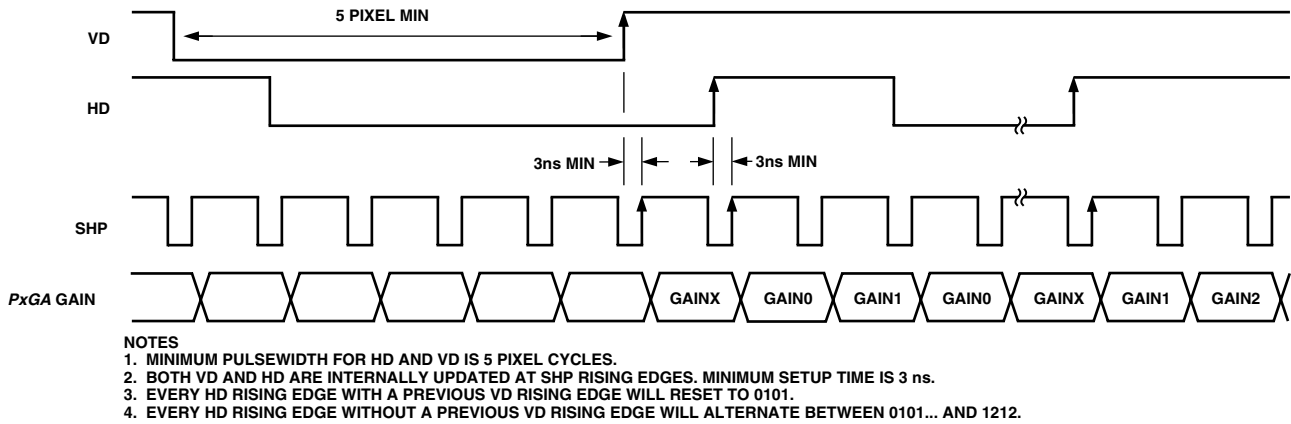 5 PIXEL MIN
VD
HD
3ns MIN
3ns MIN
SHP
PxGA GAIN
GAINX
GAIN0
GAIN1
GAIN0
GAINX
GAIN1
GAIN2
NOTES
1. MINIMUM PULSEWIDTH FOR HD AND VD IS 5 PIXEL CYCLES.
2. BOTH VD AND HD ARE INTERNALLY UPDATED AT SHP RISING EDGES. MINIMUM SETUP TIME IS 3 ns.
3. EVERY HD RISING EDGE WITH A PREVIOUS VD RISING EDGE WILL RESET TO 0101.
4. EVERY HD RISING EDGE WITHOUT A PREVIOUS VD RISING EDGE WILL ALTERNATE BETWEEN 0101... AND 1212.